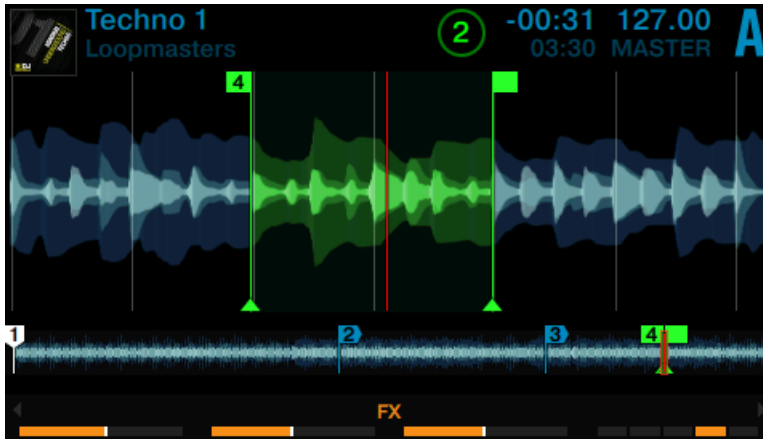 Techno 1
Loopmasters
2
-00:31 127.00
03:30 MASTER
A
4
1 2 3 4
FX